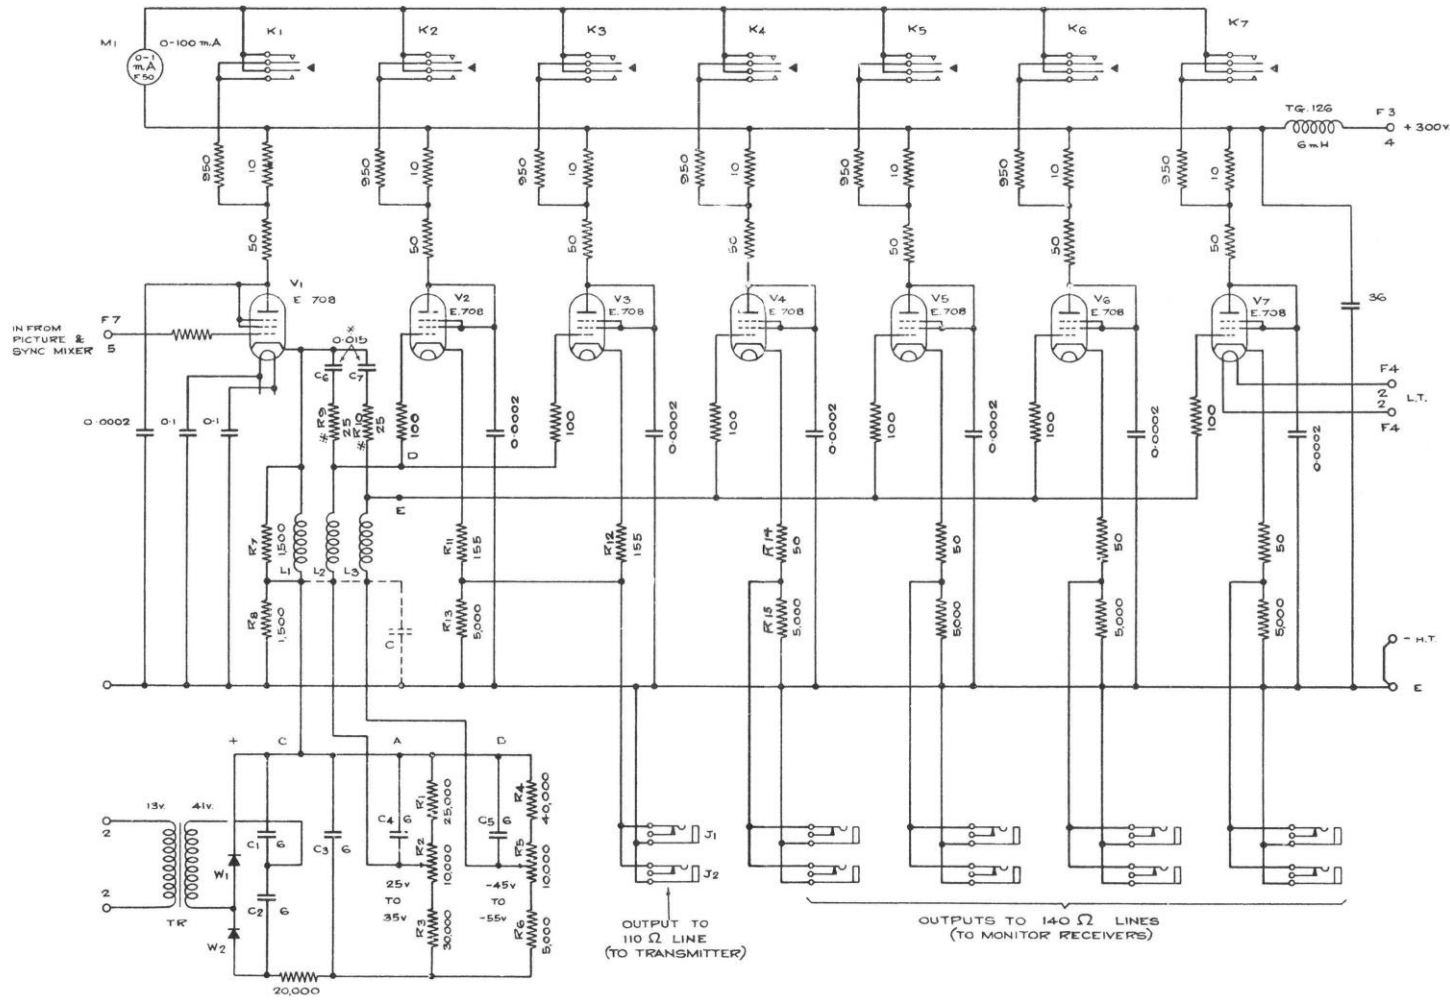 M1
0-100 mA
0-1
mA
F50
K1
K2
K3
K4
K5
K6
K7
TG.126
6mH
F3
4
+300v.
950
10
950
10
950
10
950
10
950
10
950
10
950
10
50
50
50
50
50
50
50
36
V1
E.708
V2
E.708
V3
E.708
V4
E.708
V5
E.708
V6
E.708
V7
E.708
IN FROM
PICTURE &
SYNC MIXER
F7
5
*
0.015
C6
C7
F4
2
L.T.
2
F4
0.0002
0.1
0.1
*R9
25
*R10
25
100
0.0002
100
0.0002
100
0.0002
100
0.0002
100
0.0002
100
0.0002
D
E
R7
1,500
L1
L2
L3
R11
155
R12
155
R14
50
50
50
50
R8
1,500
C
R13
5,000
R15
5,000
5,000
5,000
5,000
- H.T.
E
+
C
A
D
13v.
41v.
2
2
TR
W1
W2
C1
6
C2
6
C3
6
C4
6
R1
25,000
R2
10,000
R3
30,000
C5
6
R4
40,000
R5
10,000
R6
5,000
25v
TO
35v
-45v
TO
-55v
20,000
J1
J2
OUTPUT TO
110 Ω LINE
(TO TRANSMITTER)
OUTPUTS TO 140 Ω LINES
(TO MONITOR RECEIVERS)